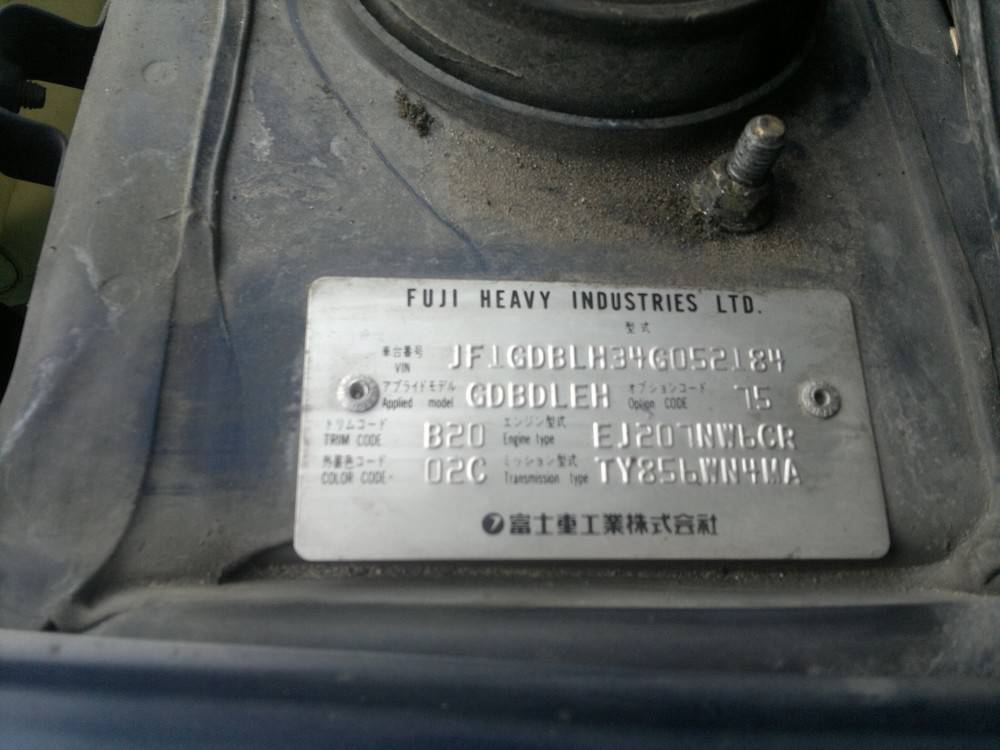 FUJI HEAVY INDUSTRIES LTD.
型式
車台番号 VIN JF1GDBLH34G052184
アプライドモデル Applied model GDBDLEH オプションコード Option CODE 75
トリムコード TRIM CODE B20 エンジン型式 Engine type EJ207NW6CR
外装色コード COLOR CODE 02C ミッション型式 Transmission type TY856WN4MA
富士重工業株式会社